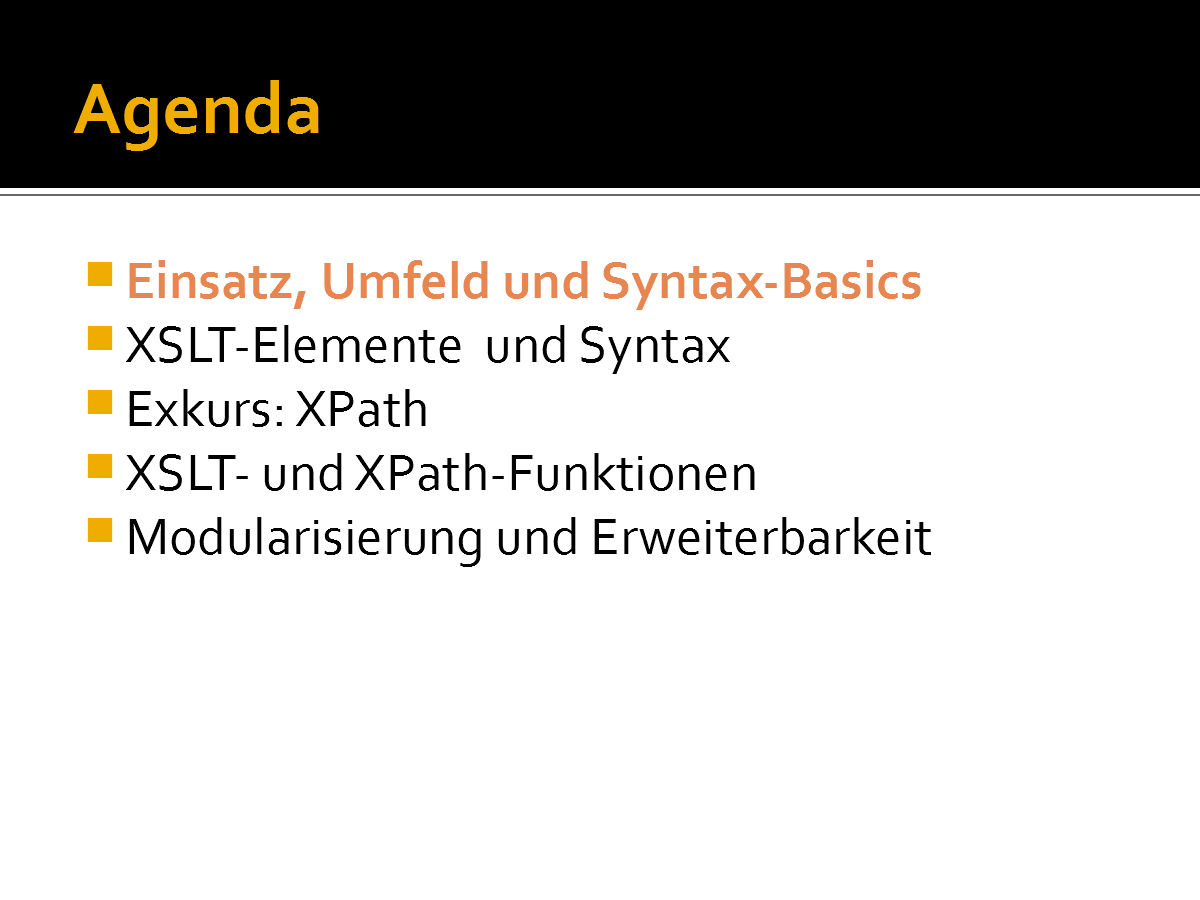 Agenda
Einsatz, Umfeld und Syntax-Basics
XSLT-Elemente  und Syntax
Exkurs: XPath
XSLT- und XPath-Funktionen
Modularisierung und Erweiterbarkeit